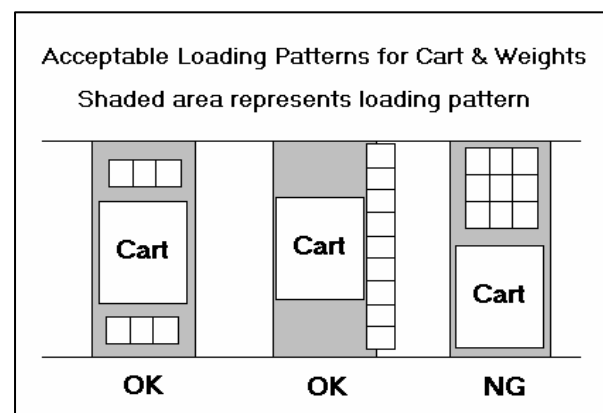 Acceptable Loading Patterns for Cart & Weights
Shaded area represents loading pattern
Cart Cart Cart
OK OK NG